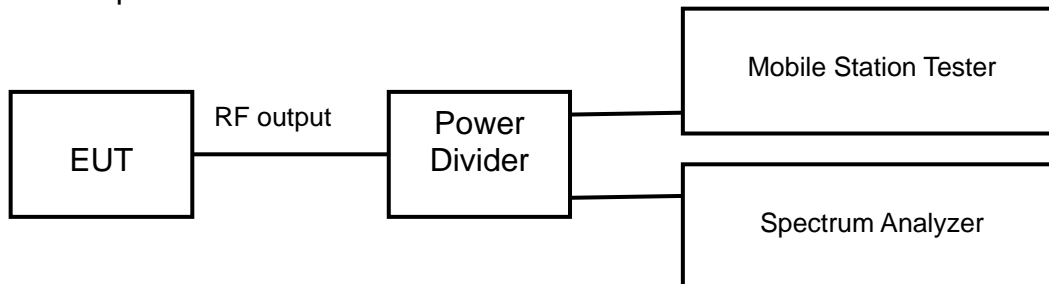 Mobile Station Tester
RF output
EUT
Power
Divider
Spectrum Analyzer